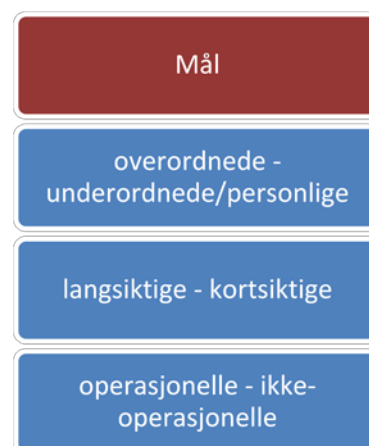 Mål
overordnede -
underordnede/personlige
langsiktige - kortsiktige
operasjonelle - ikke-
operasjonelle